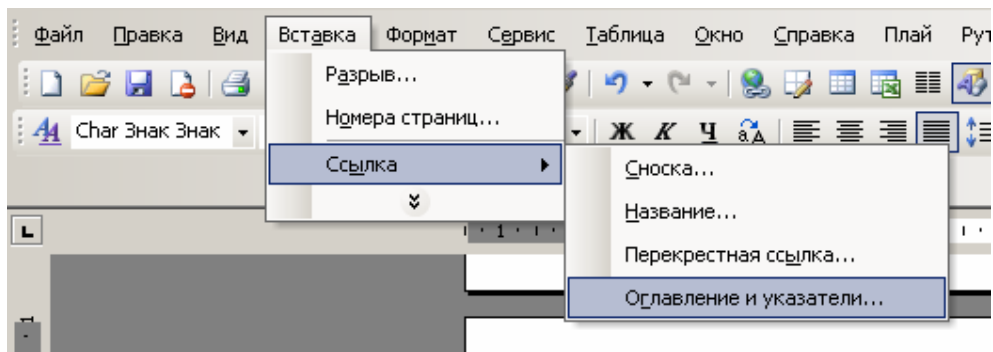 Файл Правка Вид Вставка Формат Сервис Таблица Окно Справка Плай Рут
Разрыв...
Char Знак Знак Номера страниц... Ж К Ч
Ссылка
Сноска...
Название...
1
Перекрестная ссылка...
Оглавление и указатели...